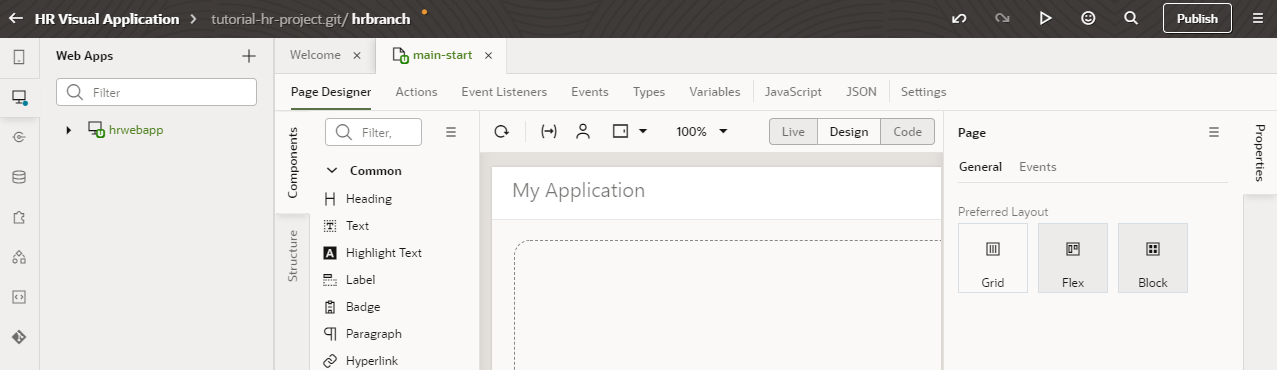 HR Visual Application
tutorial-hr-project.git/ hrbranch
Publish
Web Apps
Filter
hrwebapp
Welcome
main-start
Page Designer
Actions
Event Listeners
Events
Types
Variables
JavaScript
JSON
Settings
Components
Structure
Filter,
Common
Heading
Text
Highlight Text
Label
Badge
Paragraph
Hyperlink
100%
Live
Design
Code
My Application
Page
General
Events
Preferred Layout
Grid
Flex
Block
Properties